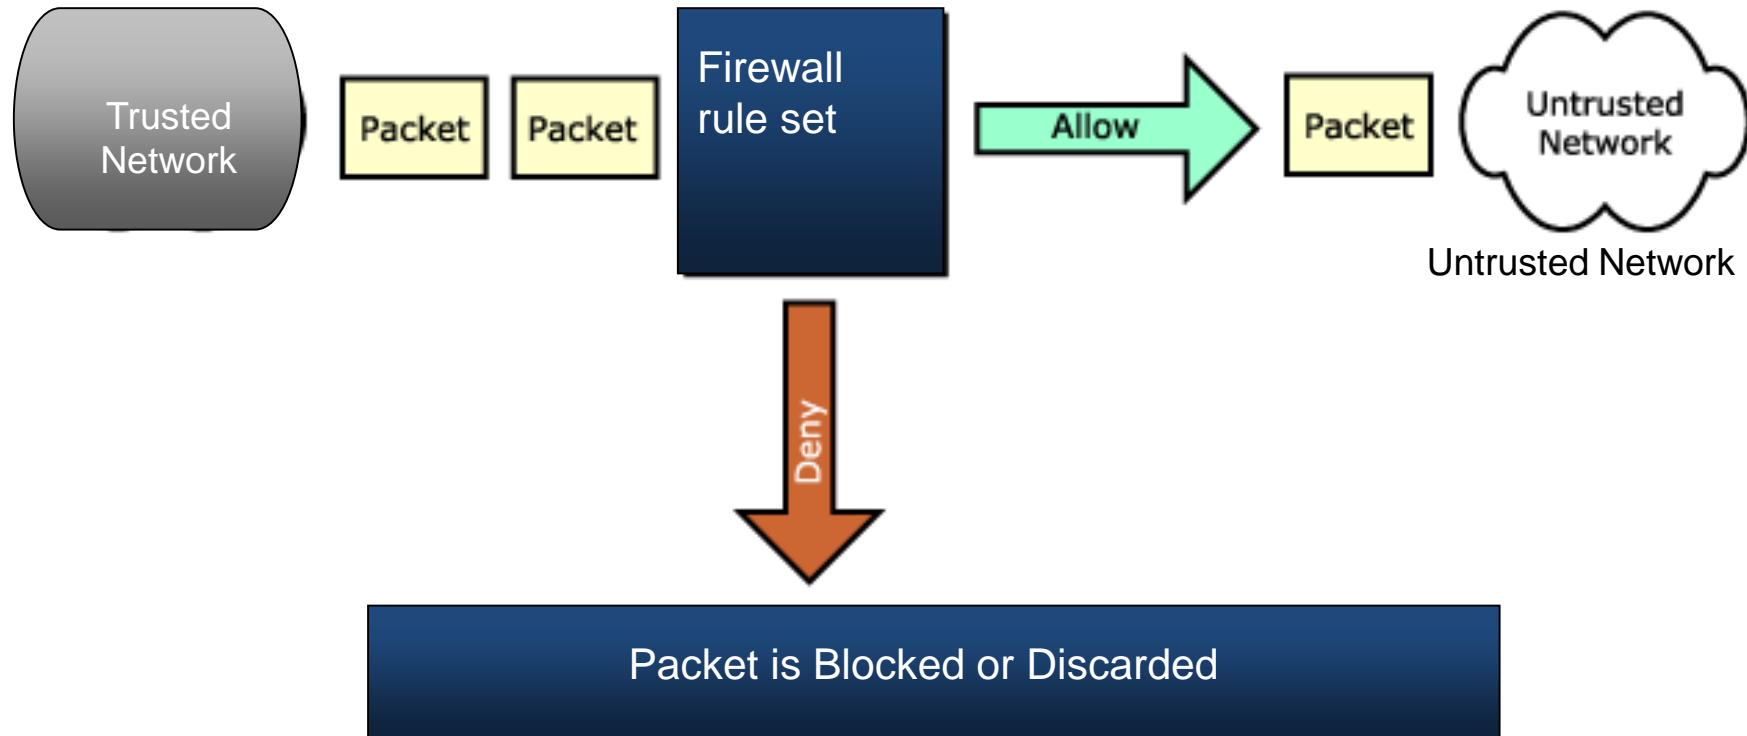 Trusted
Network
Packet
Packet
Firewall
rule set
Allow
Packet
Untrusted
Network
Untrusted Network
Deny
Packet is Blocked or Discarded